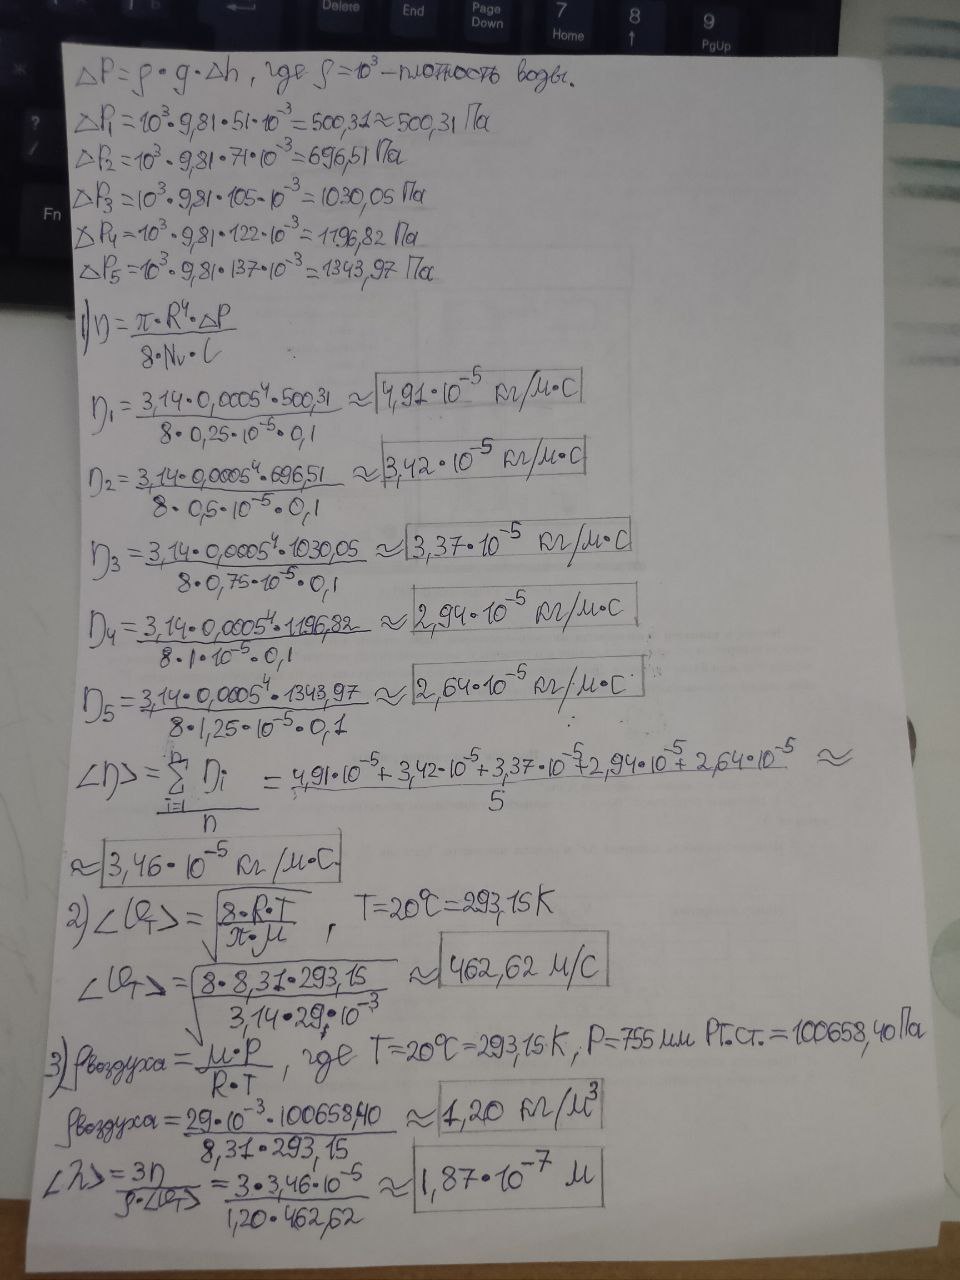 Delete
End
Page Down
7 Home
8 ↑
9 PgUp
? /
Fn
ΔP = ρ · g · Δh, где ρ = 10³ – плотность воды.
ΔP₁ = 10³ · 9,81 · 51 · 10⁻³ = 500,31 ≈ 500,31 Па
ΔP₂ = 10³ · 9,81 · 71 · 10⁻³ = 696,51 Па
ΔP₃ = 10³ · 9,81 · 105 · 10⁻³ = 1030,05 Па
ΔP₄ = 10³ · 9,81 · 122 · 10⁻³ = 1196,82 Па
ΔP₅ = 10³ · 9,81 · 137 · 10⁻³ = 1343,97 Па
1) η = π · R⁴ · ΔP / 8 · Nv · L
η₁ = 3,14 · 0,0005⁴ · 500,31 / 8 · 0,25 · 10⁻⁵ · 0,1 ≈ 4,91 · 10⁻⁵ кг/м·с
η₂ = 3,14 · 0,0005⁴ · 696,51 / 8 · 0,5 · 10⁻⁵ · 0,1 ≈ 3,42 · 10⁻⁵ кг/м·с
η₃ = 3,14 · 0,0005⁴ · 1030,05 / 8 · 0,75 · 10⁻⁵ · 0,1 ≈ 3,37 · 10⁻⁵ кг/м·с
η₄ = 3,14 · 0,0005⁴ · 1196,82 / 8 · 1 · 10⁻⁵ · 0,1 ≈ 2,94 · 10⁻⁵ кг/м·с
η₅ = 3,14 · 0,0005⁴ · 1343,97 / 8 · 1,25 · 10⁻⁵ · 0,1 ≈ 2,64 · 10⁻⁵ кг/м·с
<η> = Σⁿᵢ₌₁ ηᵢ / n = 4,91 · 10⁻⁵ + 3,42 · 10⁻⁵ + 3,37 · 10⁻⁵ + 2,94 · 10⁻⁵ + 2,64 · 10⁻⁵ / 5 ≈
≈ 3,46 · 10⁻⁵ кг/м·с
2) <υT> = √(8 · R · T / π · μ), T = 20°C = 293,15 K
<υT> = √(8 · 8,31 · 293,15 / 3,14 · 29 · 10⁻³) ≈ 462,62 м/с
3) ρвоздуха = μ · P / R · T, где T = 20°C = 293,15 K, P = 755 мм рт.ст. = 100658,40 Па
ρвоздуха = 29 · 10⁻³ · 100658,40 / 8,31 · 293,15 ≈ 1,20 кг/м³
<λ> = 3η / ρ · <υT> = 3 · 3,46 · 10⁻⁵ / 1,20 · 462,62 ≈ 1,87 · 10⁻⁷ м